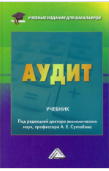 УЧЕБНЫЕ ИЗДАНИЯ ДЛЯ БАКАЛАВРОВ
АУДИТ
УЧЕБНИК
Под редакцией доктора экономических
наук, профессора А. Е. Суглобова